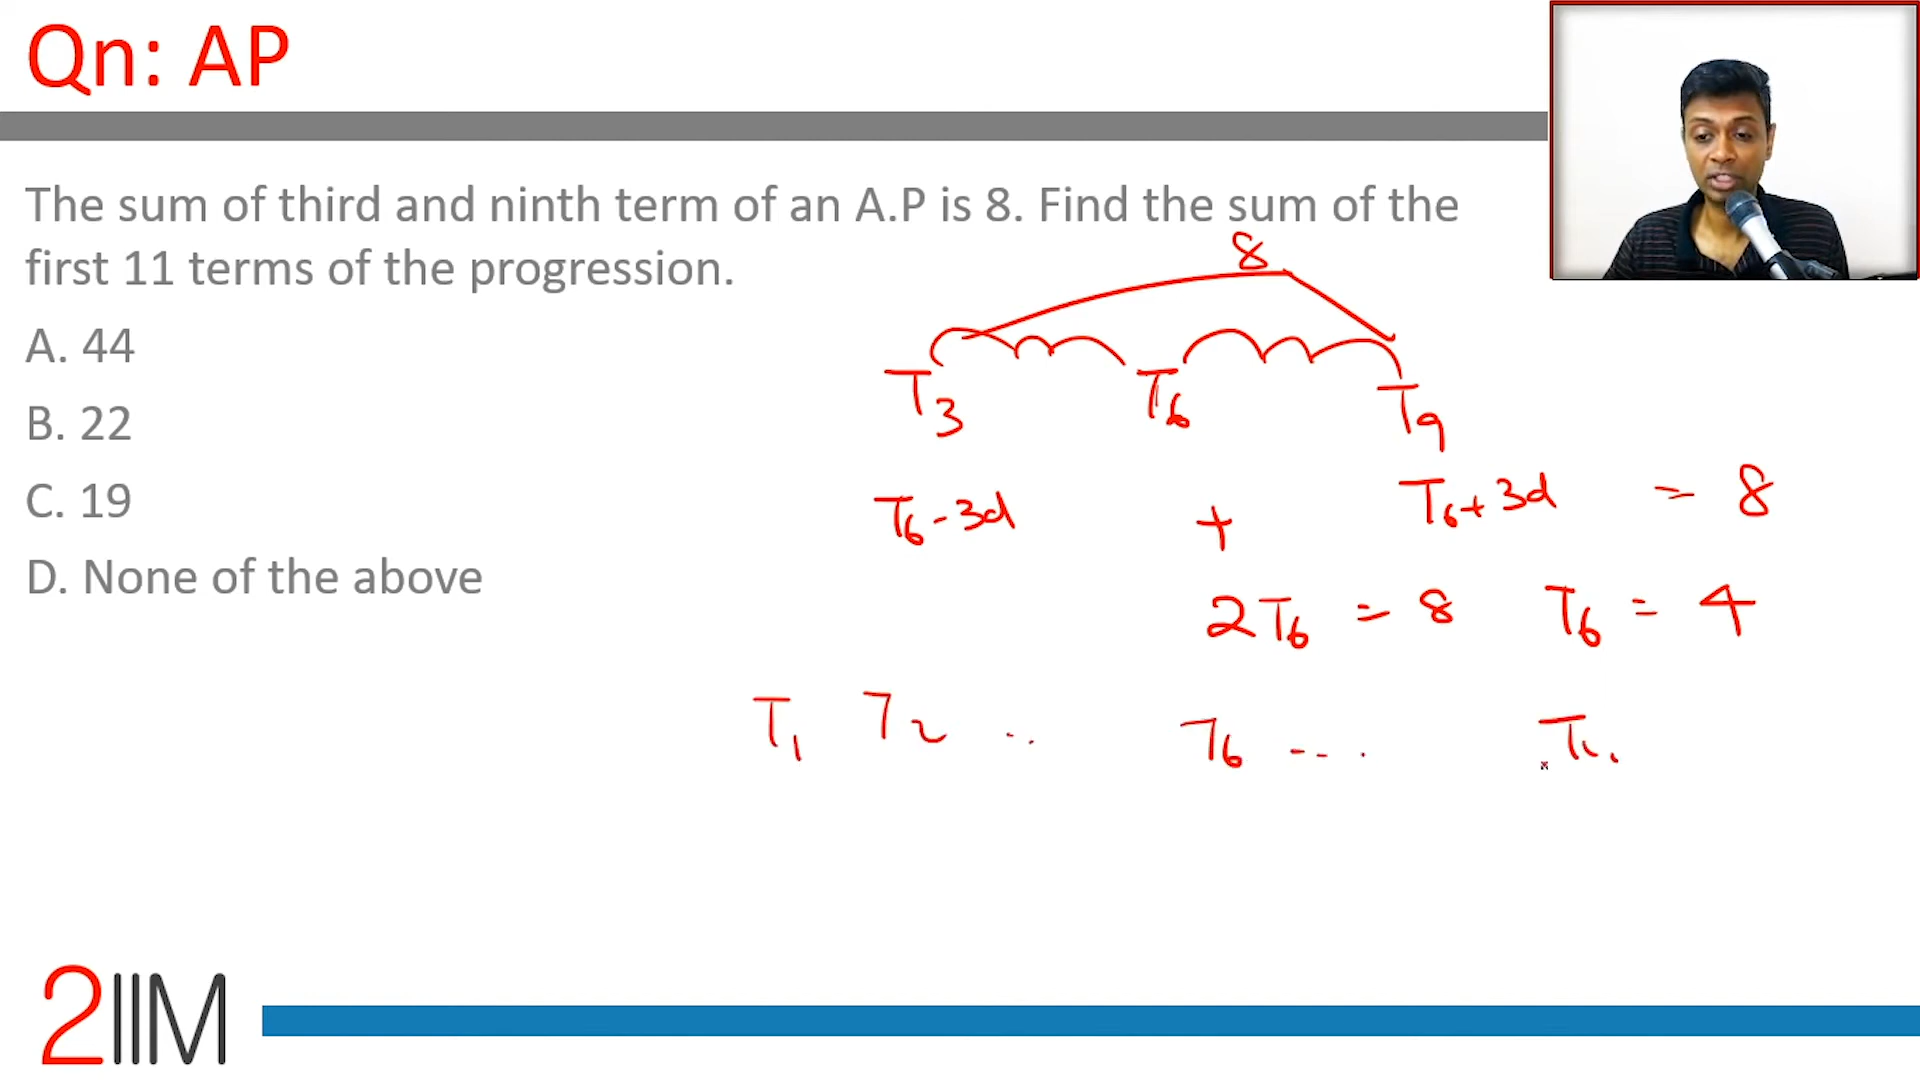 Qn: AP
The sum of third and ninth term of an A.P is 8. Find the sum of the
first 11 terms of the progression.
A. 44
B. 22
C. 19
D. None of the above
8
T3 T6 T9
T6 - 3d + T6 + 3d = 8
2T6 = 8 T6 = 4
T1 T2 .. T6 ---. T11
2IIM